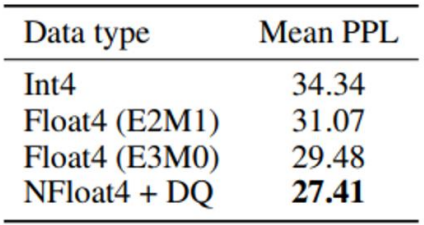 Data type Mean PPL
Int4 34.34
Float4 (E2M1) 31.07
Float4 (E3M0) 29.48
NFloat4 + DQ 27.41